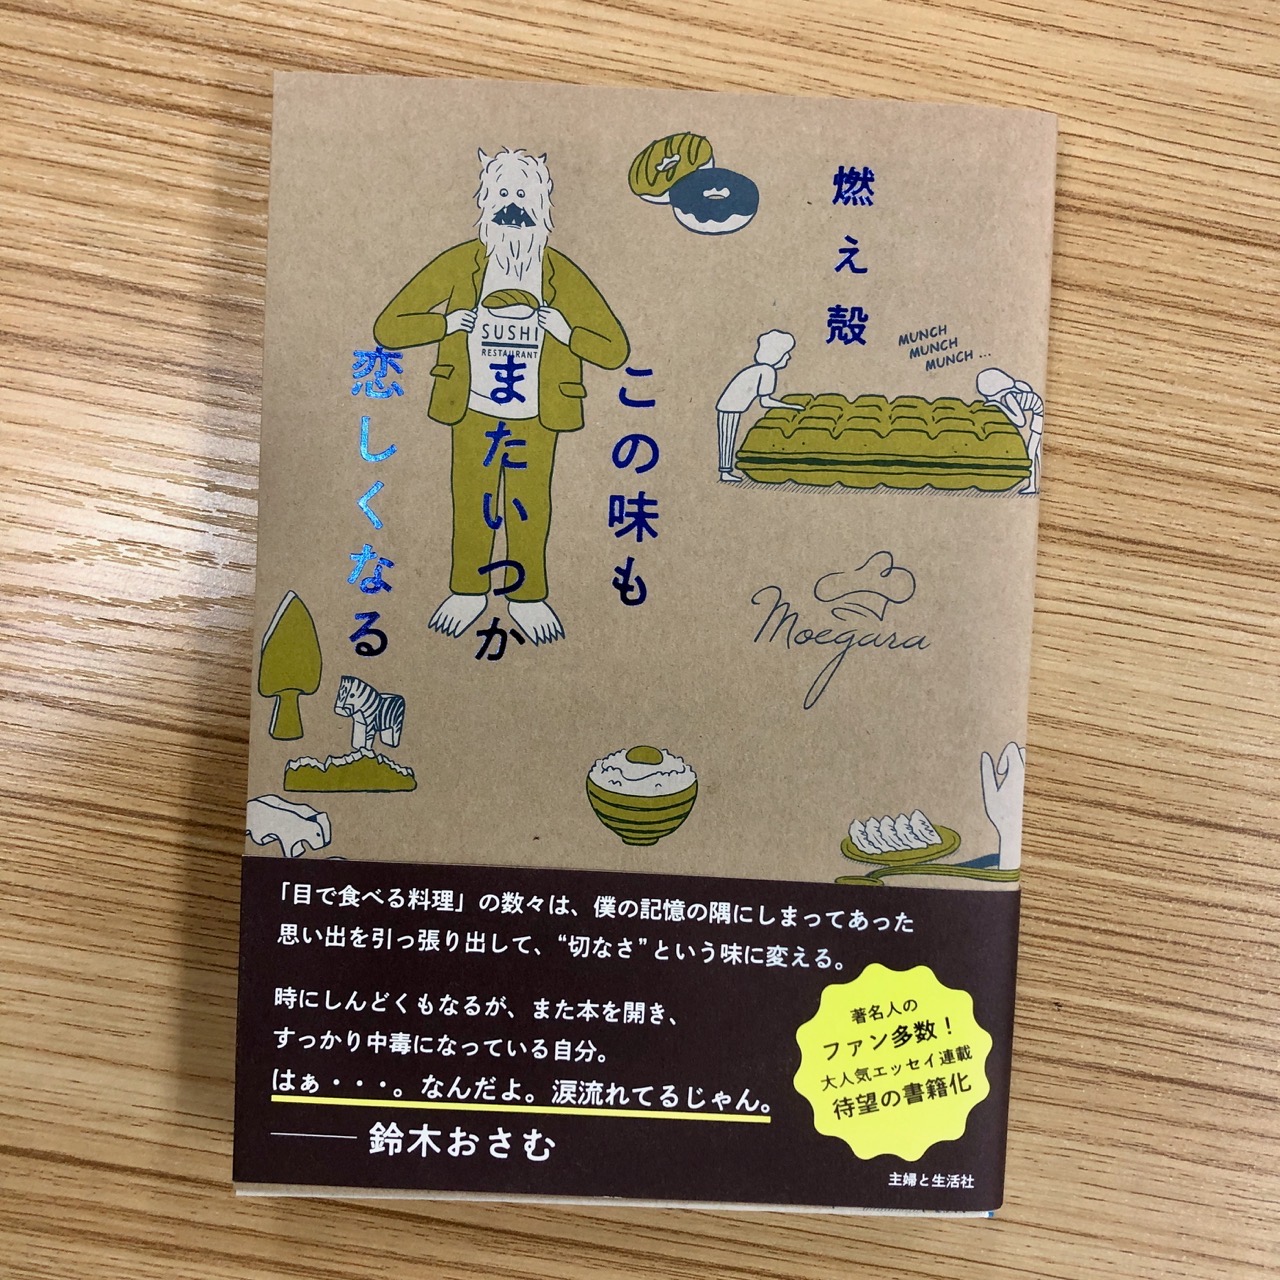 燃え殻
この味も
またいつか
恋しくなる
SUSHI
RESTAURANT
MUNCH
MUNCH
MUNCH...
Moegara
「目で食べる料理」の数々は、僕の記憶の隅にしまってあった
思い出を引っ張り出して、“切なさ”という味に変える。
時にしんどくもなるが、また本を開き、
すっかり中毒になっている自分。
はぁ・・・。なんだよ。涙流れてるじゃん。
——鈴木おさむ
著名人の
ファン多数！
大人気エッセイ連載
待望の書籍化
主婦と生活社